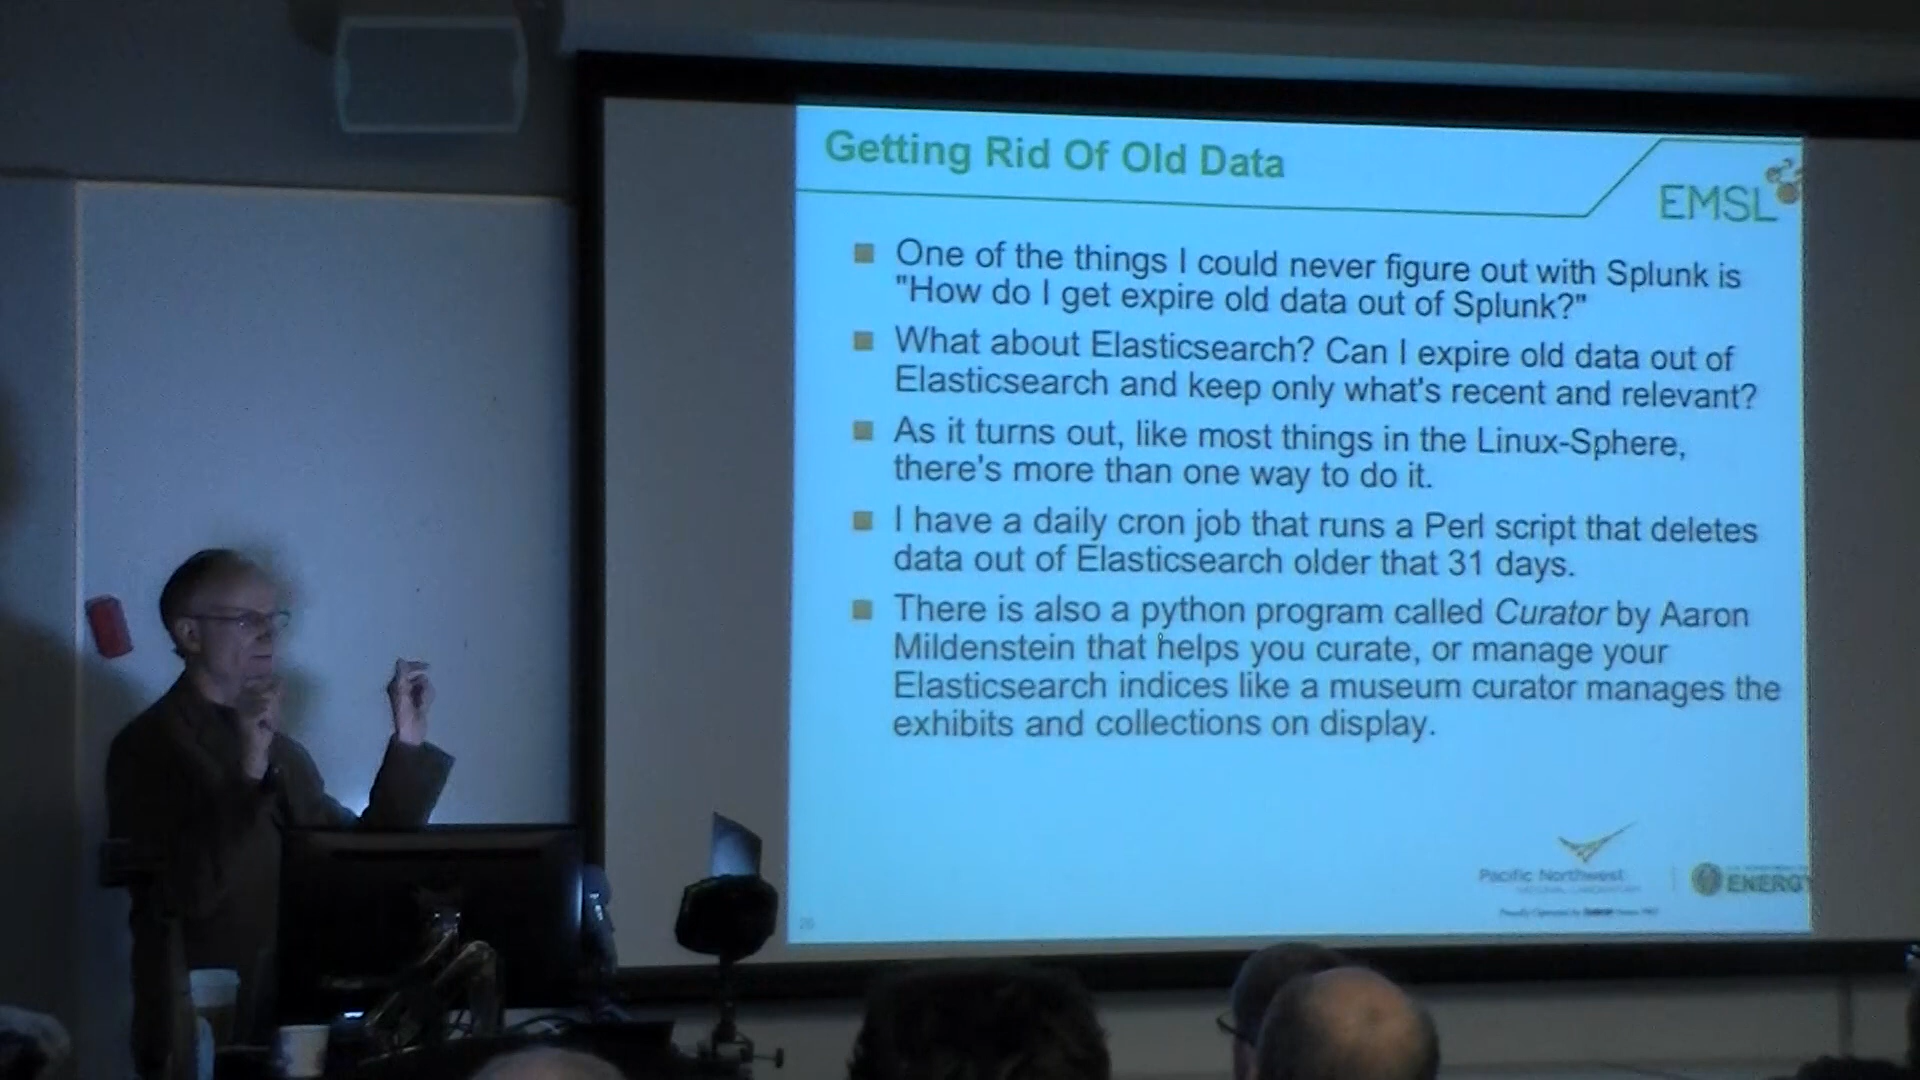 Getting Rid Of Old Data
EMSL
One of the things I could never figure out with Splunk is
"How do I get expire old data out of Splunk?"
What about Elasticsearch? Can I expire old data out of
Elasticsearch and keep only what's recent and relevant?
As it turns out, like most things in the Linux-Sphere,
there's more than one way to do it.
I have a daily cron job that runs a Perl script that deletes
data out of Elasticsearch older that 31 days.
There is also a python program called Curator by Aaron
Mildenstein that helps you curate, or manage your
Elasticsearch indices like a museum curator manages the
exhibits and collections on display.
Pacific Northwest
ENERGY